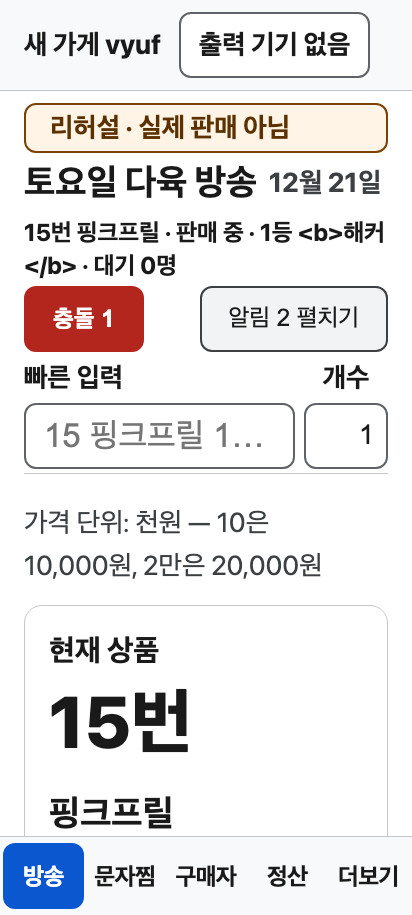 새 가게 vyuf 출력 기기 없음
리허설 · 실제 판매 아님
토요일 다육 방송 12월 21일
15번 핑크프릴 · 판매 중 · 1등 <b>해커
</b> · 대기 0명
충돌 1 알림 2 펼치기
빠른 입력 개수
15 핑크프릴 1... 1
가격 단위: 천원 — 10은
10,000원, 2만은 20,000원
현재 상품
15번
핑크프릴
방송 문자찜 구매자 정산 더보기